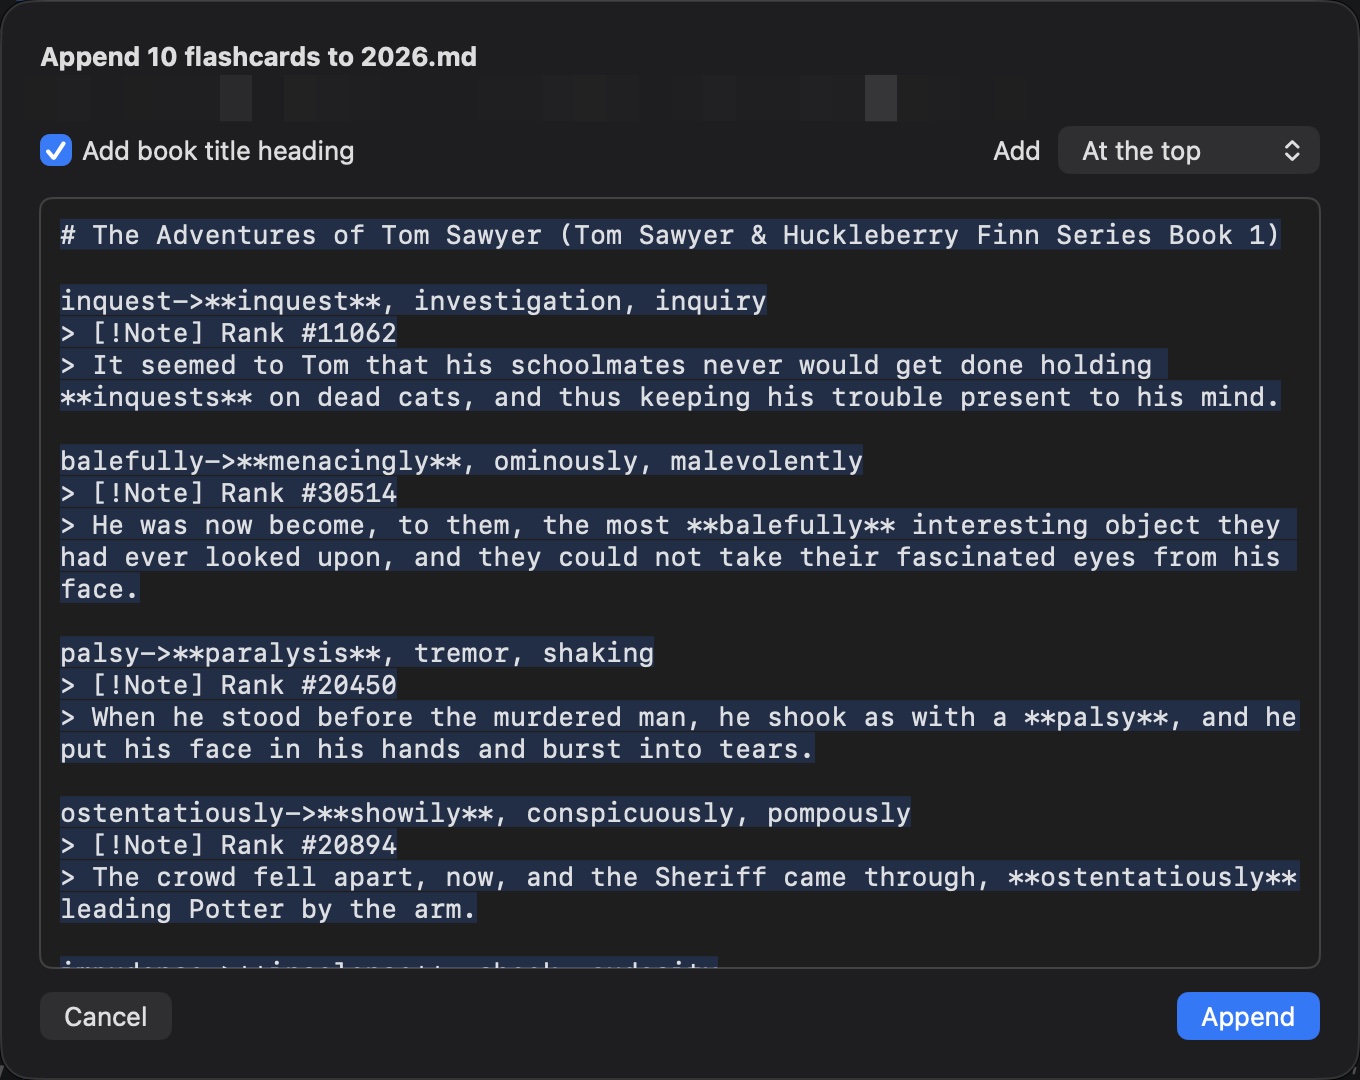 Append 10 flashcards to 2026.md
Add book title heading
Add
At the top
# The Adventures of Tom Sawyer (Tom Sawyer & Huckleberry Finn Series Book 1)
inquest->**inquest**, investigation, inquiry
> [!Note] Rank #11062
> It seemed to Tom that his schoolmates never would get done holding
**inquests** on dead cats, and thus keeping his trouble present to his mind.
balefully->**menacingly**, ominously, malevolently
> [!Note] Rank #30514
> He was now become, to them, the most **balefully** interesting object they
had ever looked upon, and they could not take their fascinated eyes from his
face.
palsy->**paralysis**, tremor, shaking
> [!Note] Rank #20450
> When he stood before the murdered man, he shook as with a **palsy**, and he
put his face in his hands and burst into tears.
ostentatiously->**showily**, conspicuously, pompously
> [!Note] Rank #20894
> The crowd fell apart, now, and the Sheriff came through, **ostentatiously**
leading Potter by the arm.
Cancel
Append